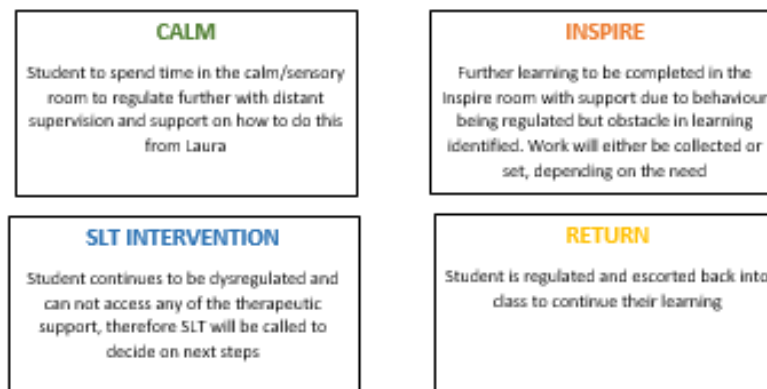 CALM
Student to spend time in the calm/sensory
room to regulate further with distant
supervision and support on how to do this
from Laura
INSPIRE
Further learning to be completed in the
Inspire room with support due to behaviour
being regulated but obstacle in learning
identified. Work will either be collected or
set, depending on the need
SLT INTERVENTION
Student continues to be dysregulated and
can not access any of the therapeutic
support, therefore SLT will be called to
decide on next steps
RETURN
Student is regulated and escorted back into
class to continue their learning